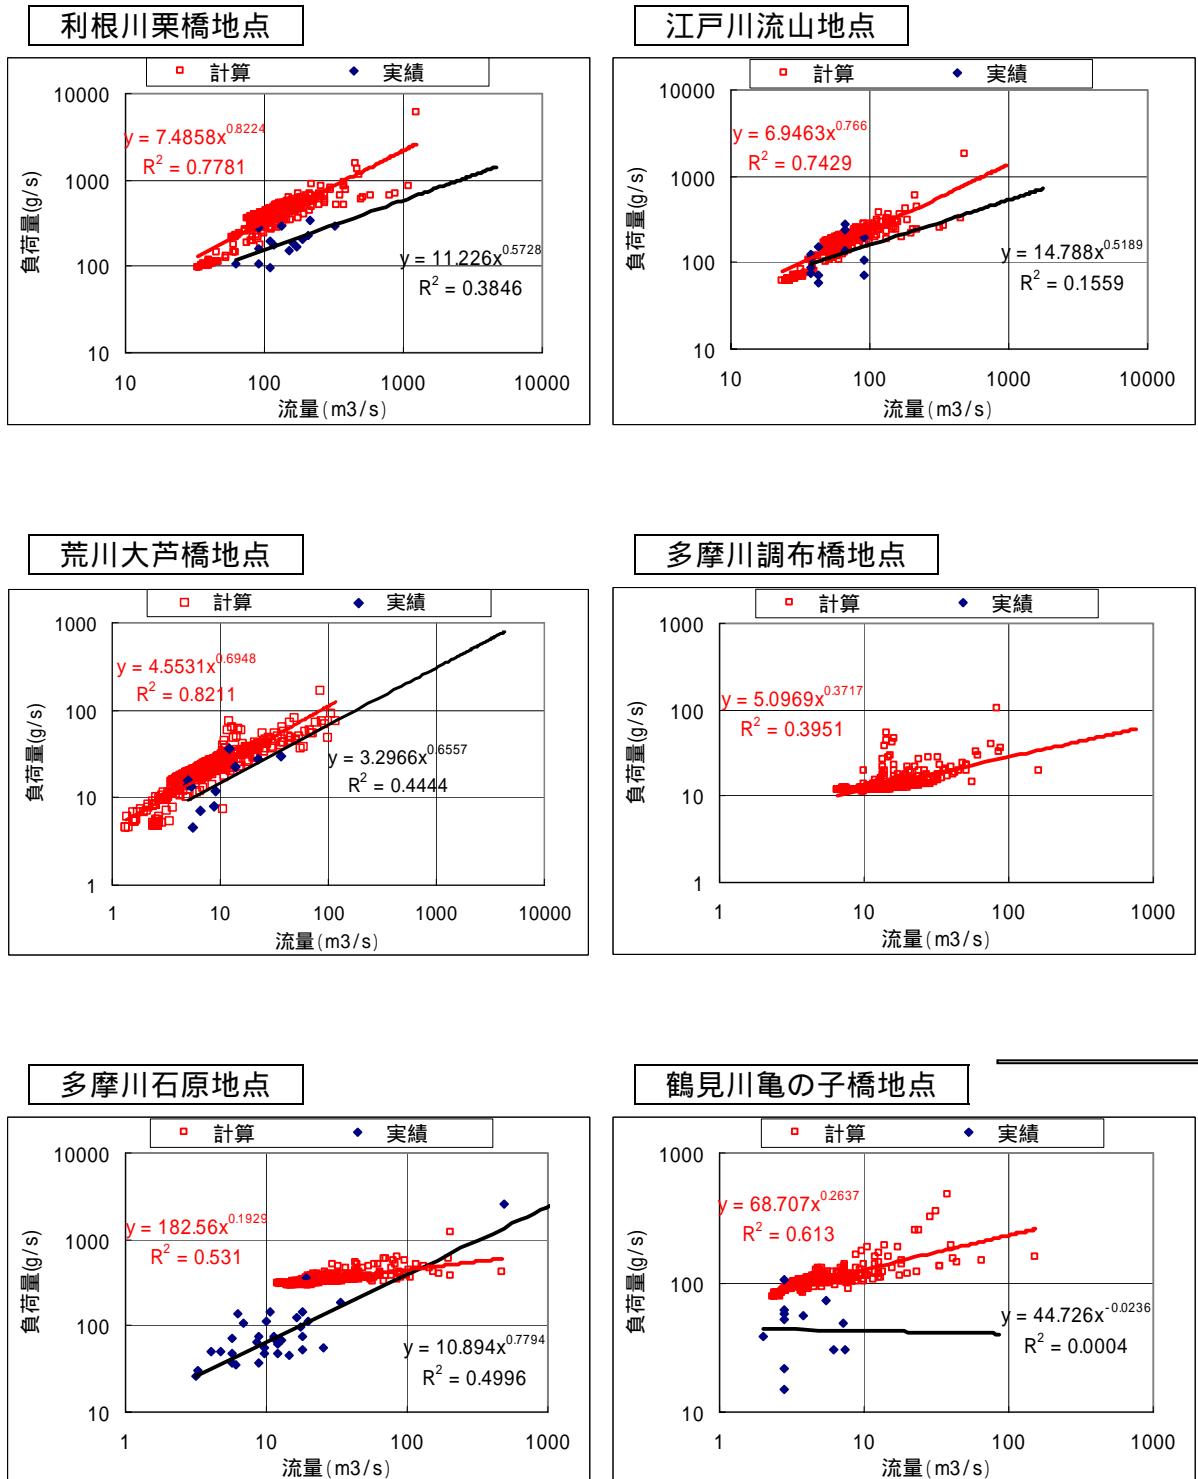 利根川栗橋地点
計算 実績
10000
1000
100
10
10 100 1000 10000
負荷量(g/s)
流量(m3/s)
y = 7.4858x^0.8224
R² = 0.7781
y = 11.226x^0.5728
R² = 0.3846
江戸川流山地点
計算 実績
10000
1000
100
10
10 100 1000 10000
負荷量(g/s)
流量(m3/s)
y = 6.9463x^0.766
R² = 0.7429
y = 14.788x^0.5189
R² = 0.1559
荒川大芦橋地点
計算 実績
1000
100
10
1
1 10 100 1000 10000
負荷量(g/s)
流量(m3/s)
y = 4.5531x^0.6948
R² = 0.8211
y = 3.2966x^0.6557
R² = 0.4444
多摩川調布橋地点
計算 実績
1000
100
10
1
1 10 100 1000
負荷量(g/s)
流量(m3/s)
y = 5.0969x^0.3717
R² = 0.3951
多摩川石原地点
計算 実績
10000
1000
100
10
1 10 100 1000
負荷量(g/s)
流量(m3/s)
y = 182.56x^0.1929
R² = 0.531
y = 10.894x^0.7794
R² = 0.4996
鶴見川亀の子橋地点
計算 実績
1000
100
10
1 10 100 1000
負荷量(g/s)
流量(m3/s)
y = 68.707x^0.2637
R² = 0.613
y = 44.726x^-0.0236
R² = 0.0004